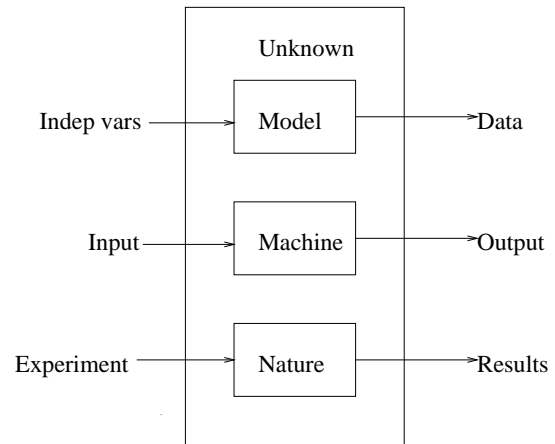 Unknown
Indep vars Model Data
Input Machine Output
Experiment Nature Results